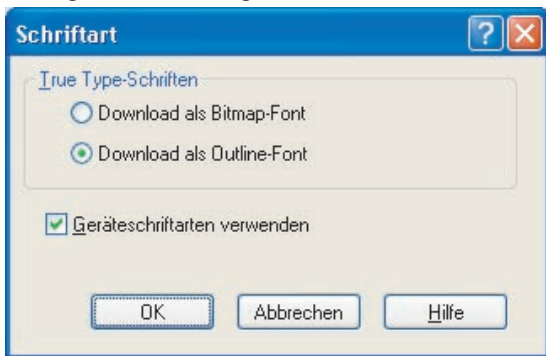 Schriftart
True Type-Schriften
Download als Bitmap-Font
Download als Outline-Font
Geräteschriftarten verwenden
OK Abbrechen Hilfe